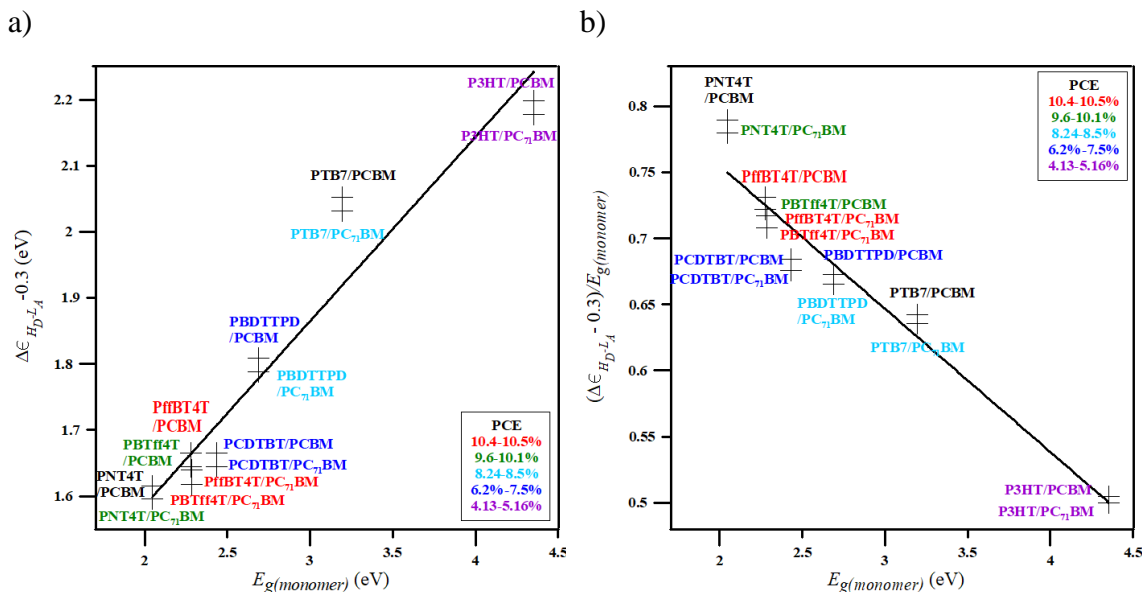 a)
P3HT/PCBM
P3HT/PC71BM
PTB7/PCBM
PTB7/PC71BM
PBDTTPD
/PCBM
PBDTTPD
/PC71BM
PffBT4T
/PCBM
PBTff4T
/PCBM
PCDTBT/PCBM
PCDTBT/PC71BM
PNT4T
/PCBM
PffBT4T/PC71BM
PBTff4T/PC71BM
PNT4T/PC71BM
PCE
10.4-10.5%
9.6-10.1%
8.24-8.5%
6.2%-7.5%
4.13-5.16%
2.2
2.1
2
1.9
1.8
1.7
1.6
2 2.5 3 3.5 4 4.5
ΔϵH_D-L_A -0.3 (eV)
Eg(monomer) (eV)
b)
PNT4T
/PCBM
PNT4T/PC71BM
PffBT4T/PCBM
PBTff4T/PCBM
PffBT4T/PC71BM
PBTff4T/PC71BM
PCDTBT/PCBM
PBDTTPD/PCBM
PCDTBT/PC71BM
PBDTTPD
/PC71BM
PTB7/PCBM
PTB7/PC71BM
P3HT/PCBM
P3HT/PC71BM
PCE
10.4-10.5%
9.6-10.1%
8.24-8.5%
6.2%-7.5%
4.13-5.16%
0.8
0.75
0.7
0.65
0.6
0.55
0.5
2 2.5 3 3.5 4 4.5
(ΔϵH_D-L_A - 0.3)/Eg(monomer)
Eg(monomer) (eV)